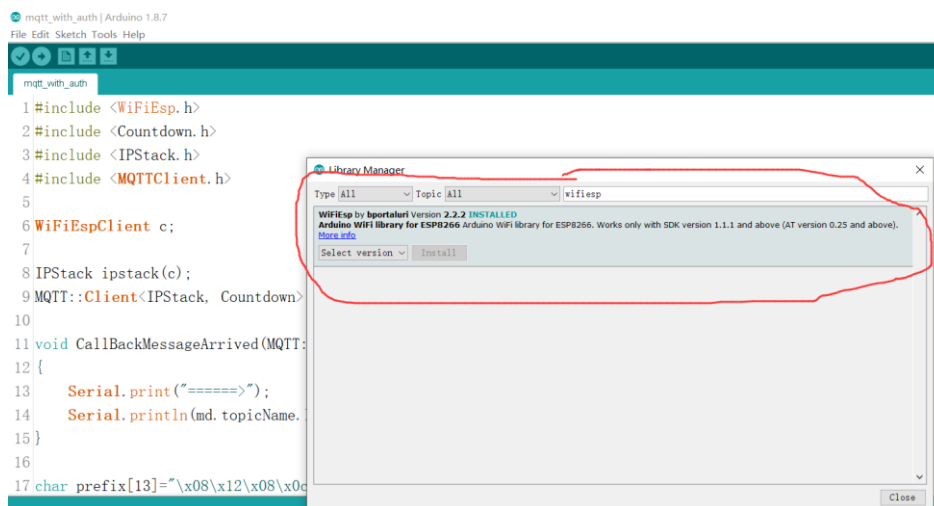 mqtt_with_auth | Arduino 1.8.7
File Edit Sketch Tools Help
mqtt_with_auth
1 #include <WiFiEsp.h>
2 #include <Countdown.h>
3 #include <IPStack.h>
4 #include <MQTTClient.h>
5
6 WiFiEspClient c;
7
8 IPStack ipstack(c);
9 MQTT::Client<IPStack, Countdown>
10
11 void CallBackMessageArrived(MQTT:
12 {
13 Serial.print("======>");
14 Serial.println(md.topicName.
15 }
16
17 char prefix[13]="\x08\x12\x08\x0c
Library Manager
Type All Topic All wifiesp
WiFiEsp by bportaluri Version 2.2.2 INSTALLED
Arduino WiFi library for ESP8266 Arduino WiFi library for ESP8266. Works only with SDK version 1.1.1 and above (AT version 0.25 and above).
More info
Select version Install
Close